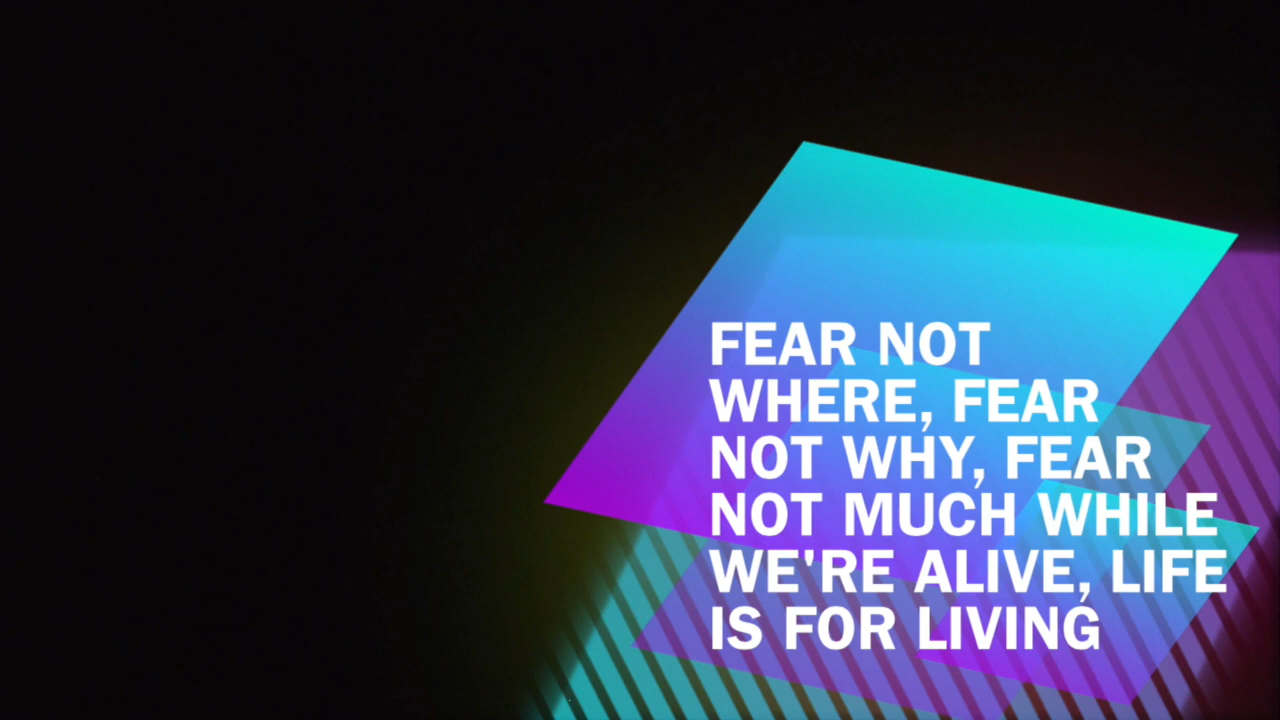 FEAR NOT
WHERE, FEAR
NOT WHY, FEAR
NOT MUCH WHILE
WE'RE ALIVE, LIFE
IS FOR LIVING